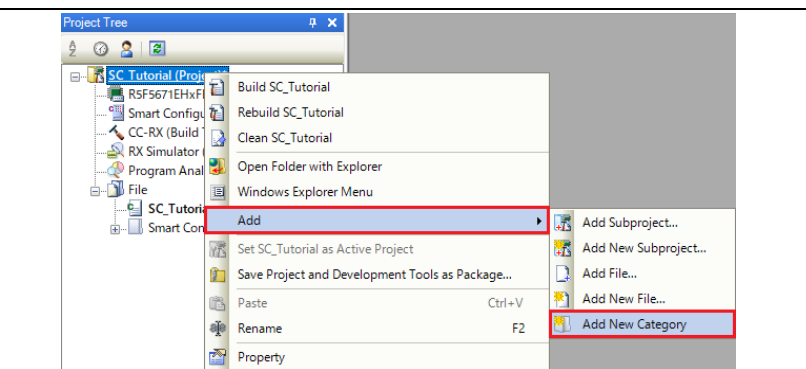 Project Tree
SC_Tutorial (Proje
R5F5671EHxF
Smart Configu
CC-RX (Build
RX Simulator
Program Anal
File
SC_Tutoria
Smart Con
Build SC_Tutorial
Rebuild SC_Tutorial
Clean SC_Tutorial
Open Folder with Explorer
Windows Explorer Menu
Add
Set SC_Tutorial as Active Project
Save Project and Development Tools as Package...
Paste Ctrl+V
Rename F2
Property
Add Subproject...
Add New Subproject...
Add File...
Add New File...
Add New Category